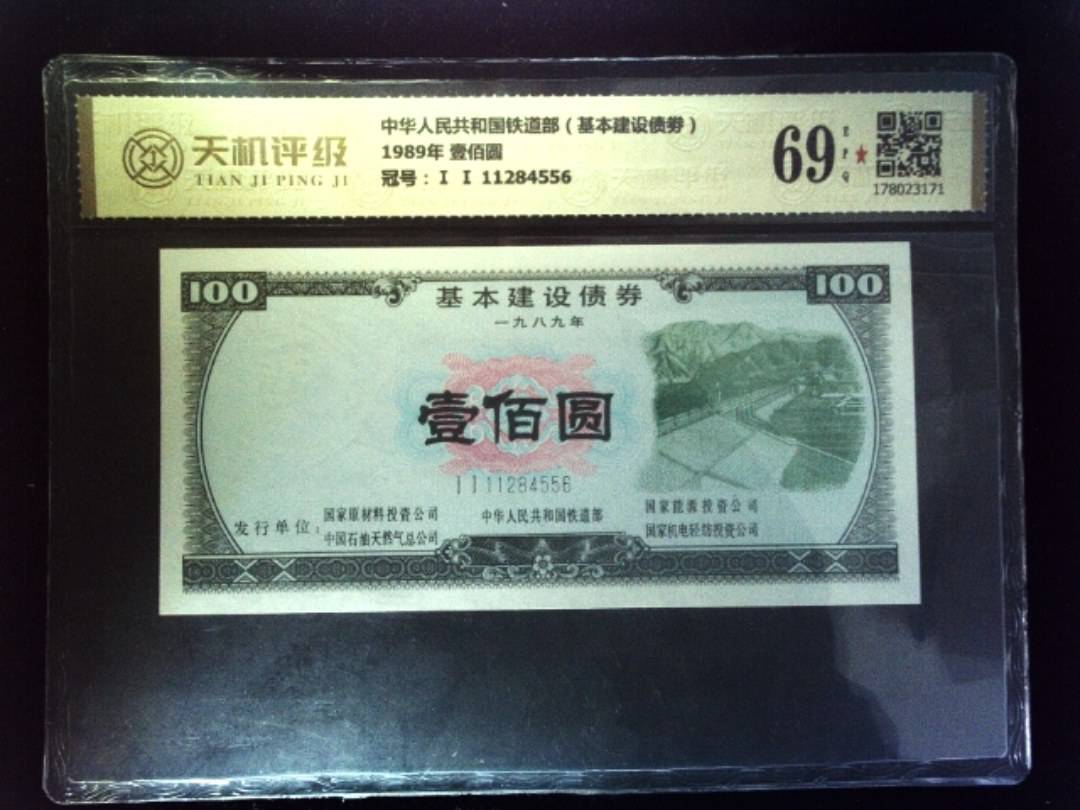 天机评级
TIAN JI PING JI
中华人民共和国铁道部（基本建设债券）
1989年 壹佰圆
冠号：I I 11284556
69
EPQ
178023171
100
基本建设债券
100
一九八九年
壹佰圆
I I 11284556
发行单位：
国家原材料投资公司
中国石油天然气总公司
中华人民共和国铁道部
国家能源投资公司
国家机电轻纺投资公司